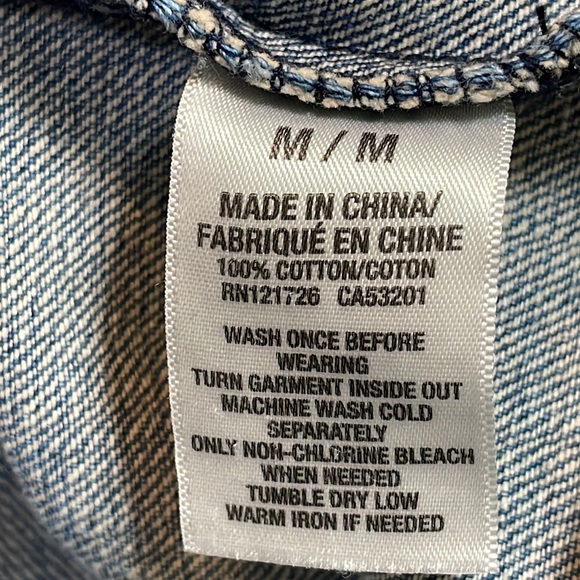 M / M
MADE IN CHINA/
FABRIQUÉ EN CHINE
100% COTTON/COTON
RN121726 CA53201
WASH ONCE BEFORE
WEARING
TURN GARMENT INSIDE OUT
MACHINE WASH COLD
SEPARATELY
ONLY NON-CHLORINE BLEACH
WHEN NEEDED
TUMBLE DRY LOW
WARM IRON IF NEEDED